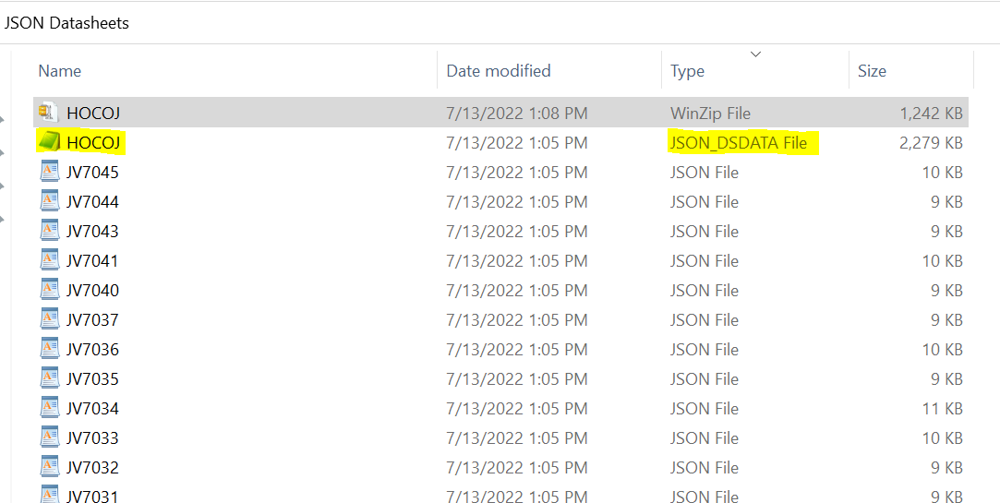 JSON Datasheets
Name Date modified Type Size
HOCOJ 7/13/2022 1:08 PM WinZip File 1,242 KB
HOCOJ 7/13/2022 1:05 PM JSON_DSDATA File 2,279 KB
JV7045 7/13/2022 1:05 PM JSON File 10 KB
JV7044 7/13/2022 1:05 PM JSON File 9 KB
JV7043 7/13/2022 1:05 PM JSON File 9 KB
JV7041 7/13/2022 1:05 PM JSON File 10 KB
JV7040 7/13/2022 1:05 PM JSON File 9 KB
JV7037 7/13/2022 1:05 PM JSON File 9 KB
JV7036 7/13/2022 1:05 PM JSON File 10 KB
JV7035 7/13/2022 1:05 PM JSON File 9 KB
JV7034 7/13/2022 1:05 PM JSON File 11 KB
JV7033 7/13/2022 1:05 PM JSON File 10 KB
JV7032 7/13/2022 1:05 PM JSON File 9 KB
JV7031 7/13/2022 1:05 PM JSON File 9 KB